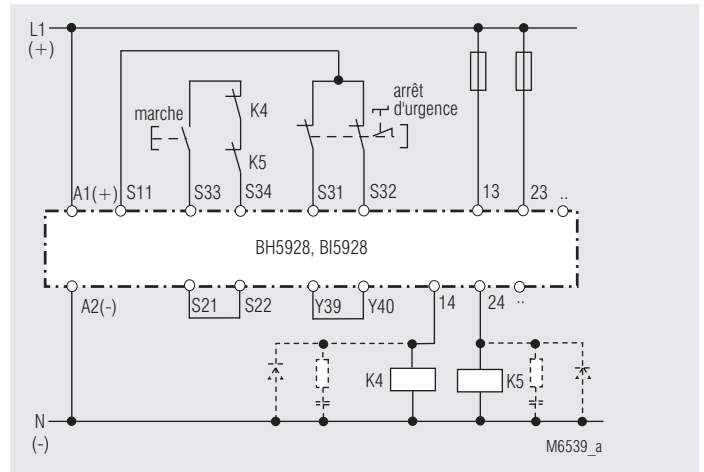 L1
(+)
marche
K4
arrêt
d'urgence
K5
A1(+) S11 S33 S34 S31 S32 13 23 ..
BH5928, BI5928
A2(-) S21 S22 Y39 Y40 14 24 ..
K4 K5
N
(-)
M6539_a